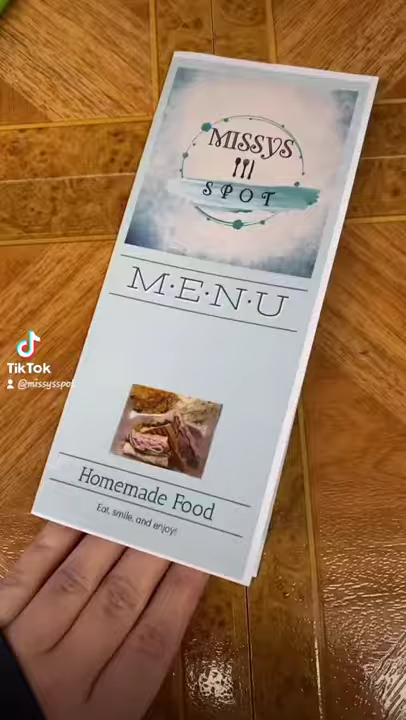 MISSYS
SPOT
M·E·N·U
TikTok
@missysspot
Homemade Food
Eat, smile, and enjoy!